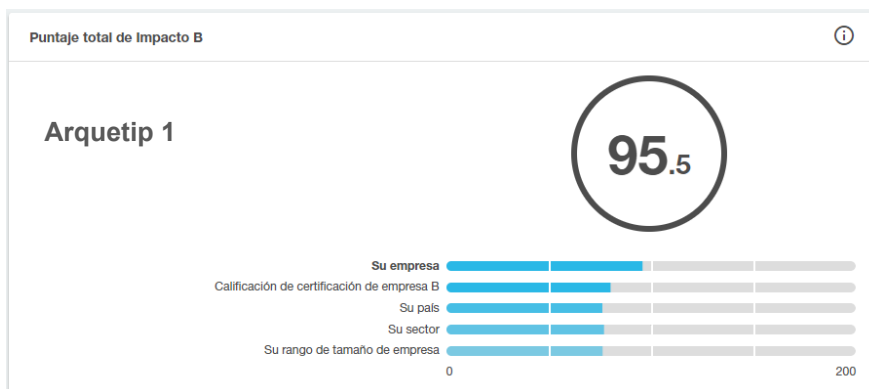 Puntaje total de Impacto B
Arquetip 1
95.5
Su empresa
Calificación de certificación de empresa B
Su país
Su sector
Su rango de tamaño de empresa
0 200